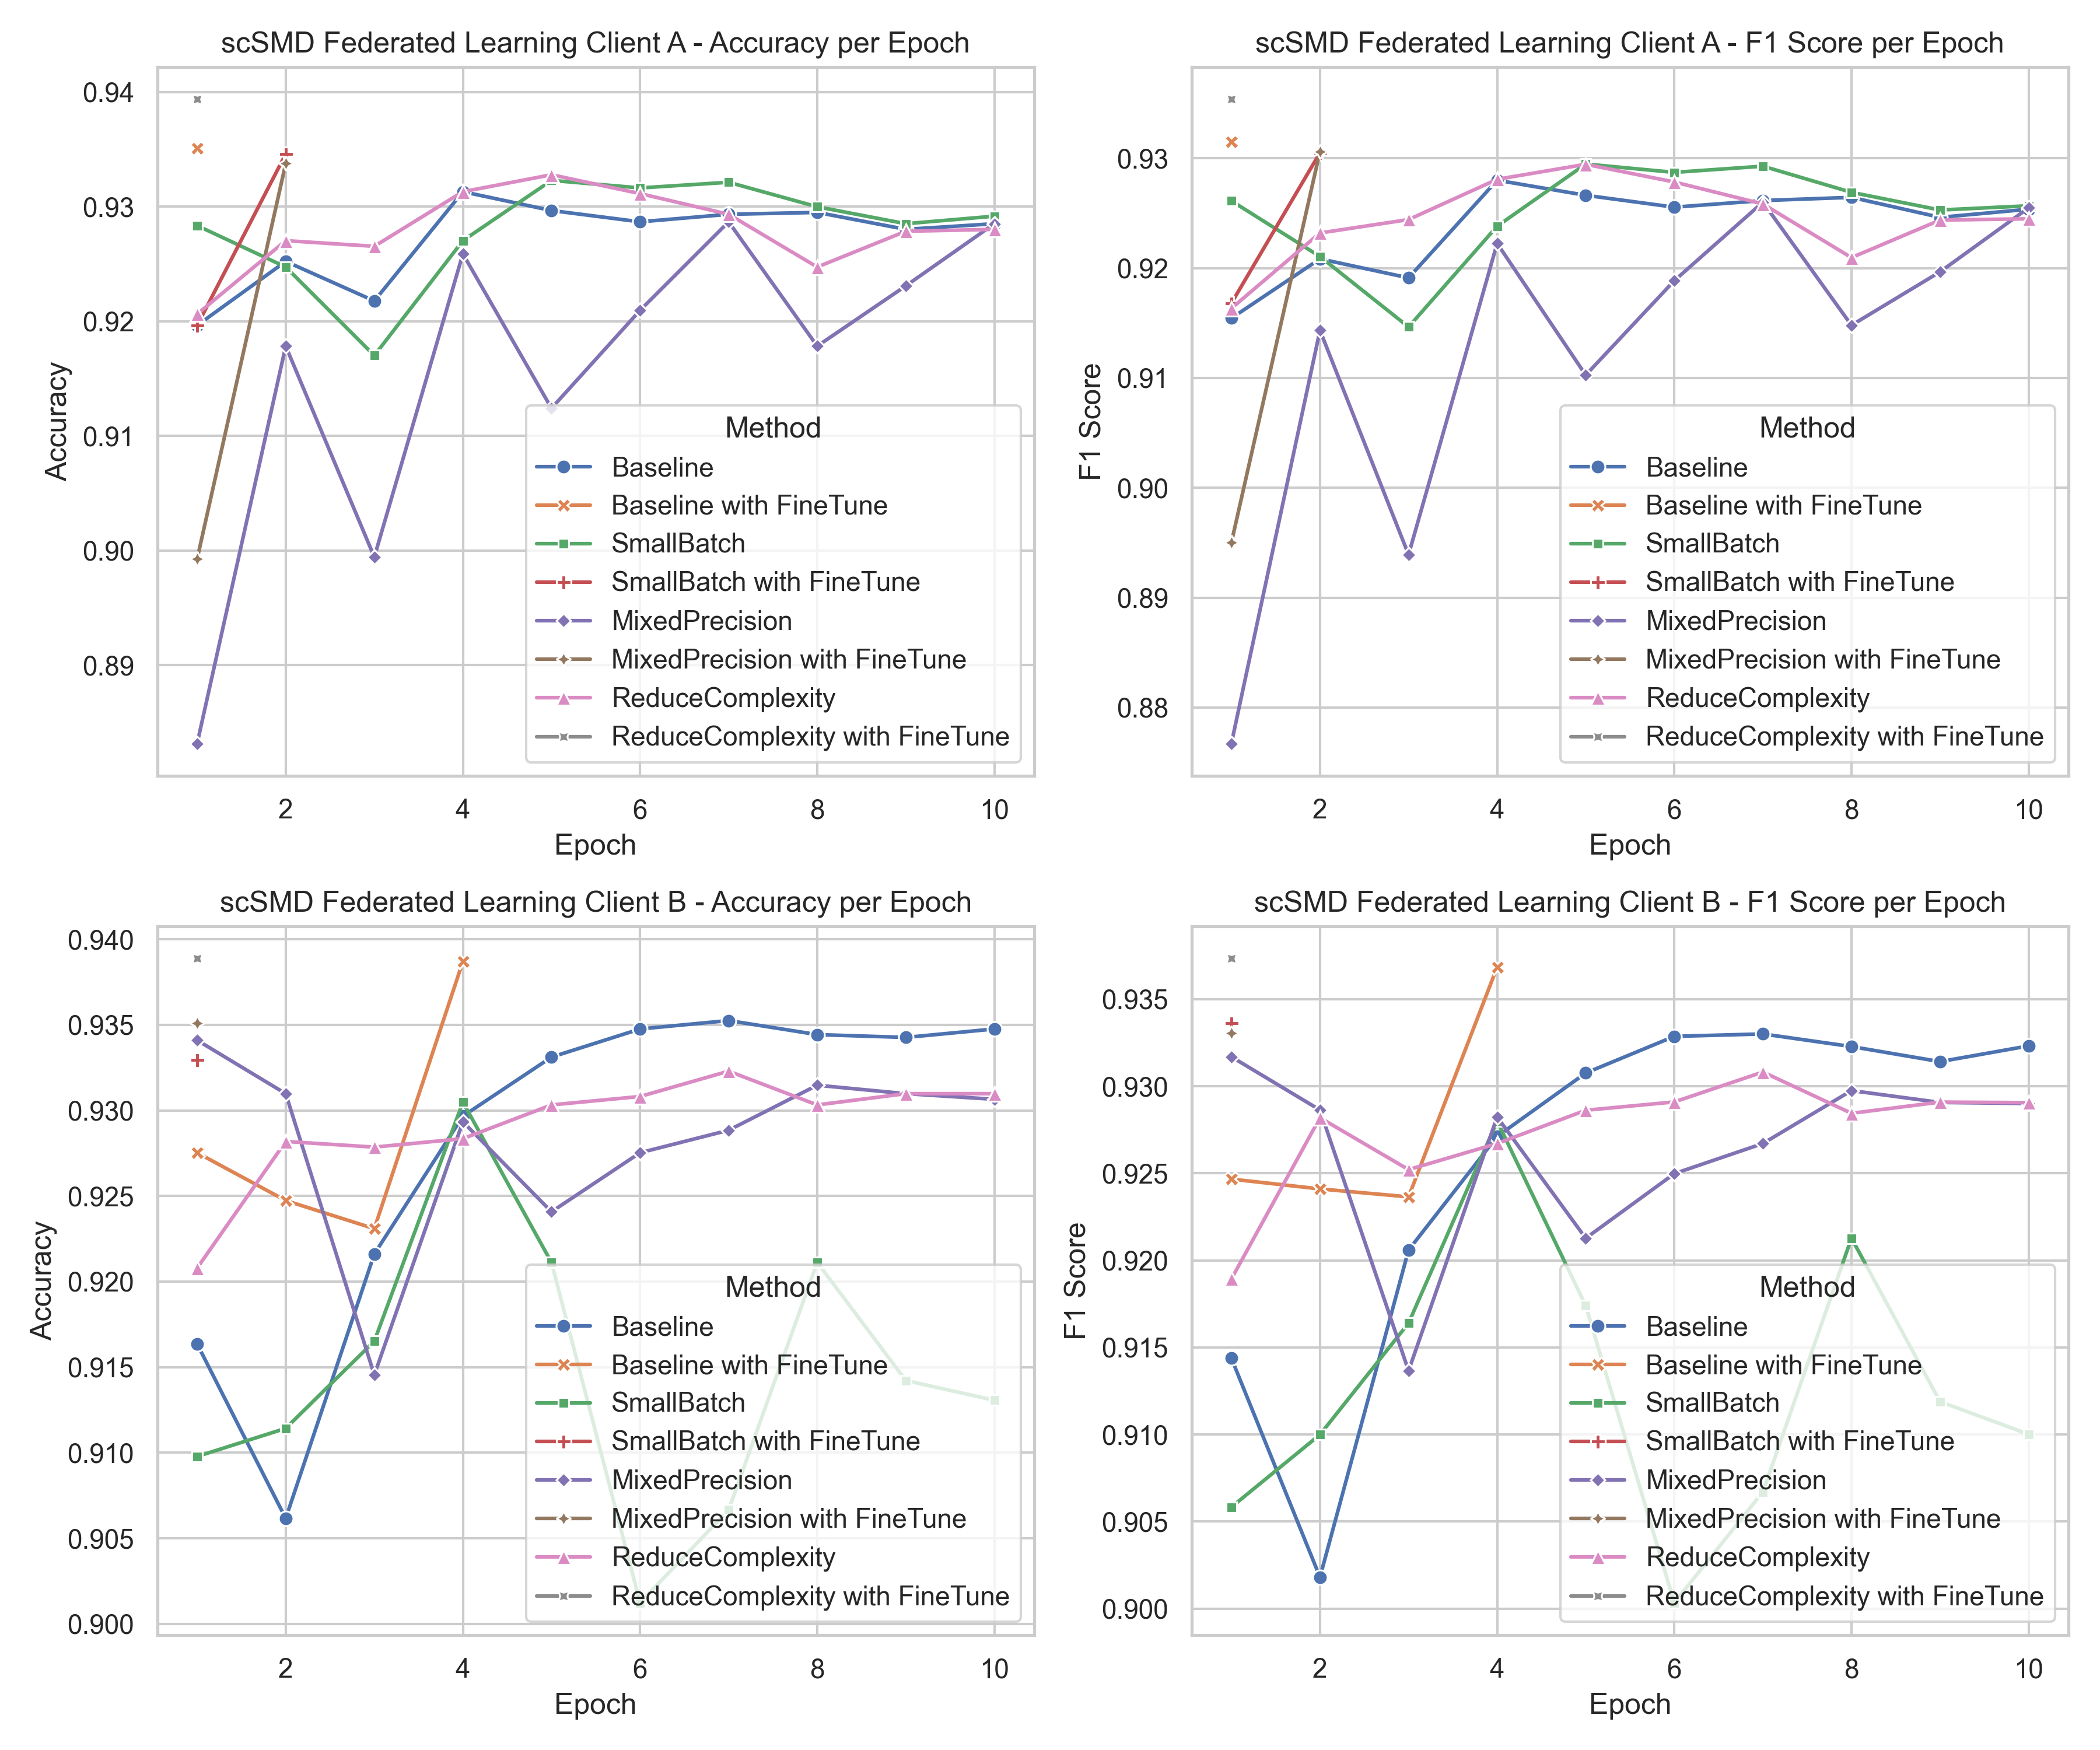 scSMD Federated Learning Client A - Accuracy per Epoch
0.94
0.93
0.92
0.91
0.90
0.89
Accuracy
Method
Baseline
Baseline with FineTune
SmallBatch
SmallBatch with FineTune
MixedPrecision
MixedPrecision with FineTune
ReduceComplexity
ReduceComplexity with FineTune
2 4 6 8 10
Epoch
scSMD Federated Learning Client A - F1 Score per Epoch
0.93
0.92
0.91
0.90
0.89
0.88
F1 Score
Method
Baseline
Baseline with FineTune
SmallBatch
SmallBatch with FineTune
MixedPrecision
MixedPrecision with FineTune
ReduceComplexity
ReduceComplexity with FineTune
2 4 6 8 10
Epoch
scSMD Federated Learning Client B - Accuracy per Epoch
0.940
0.935
0.930
0.925
0.920
0.915
0.910
0.905
0.900
Accuracy
Method
Baseline
Baseline with FineTune
SmallBatch
SmallBatch with FineTune
MixedPrecision
MixedPrecision with FineTune
ReduceComplexity
ReduceComplexity with FineTune
2 4 6 8 10
Epoch
scSMD Federated Learning Client B - F1 Score per Epoch
0.935
0.930
0.925
0.920
0.915
0.910
0.905
0.900
F1 Score
Method
Baseline
Baseline with FineTune
SmallBatch
SmallBatch with FineTune
MixedPrecision
MixedPrecision with FineTune
ReduceComplexity
ReduceComplexity with FineTune
2 4 6 8 10
Epoch